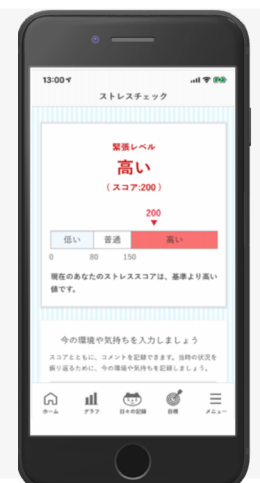 13:00
ストレスチェック
緊張レベル
高い
(スコア:200)
200
低い 普通 高い
0 80 150
現在のあなたのストレススコアは、基準より高い
値です。
今の環境や気持ちを入力しましょう
スコアとともに、コメントを記録できます。当時の状況を
振り返るために、今の環境や気持ちを記録しましょう。
ホーム グラフ 日々の記録 目標 メニュー